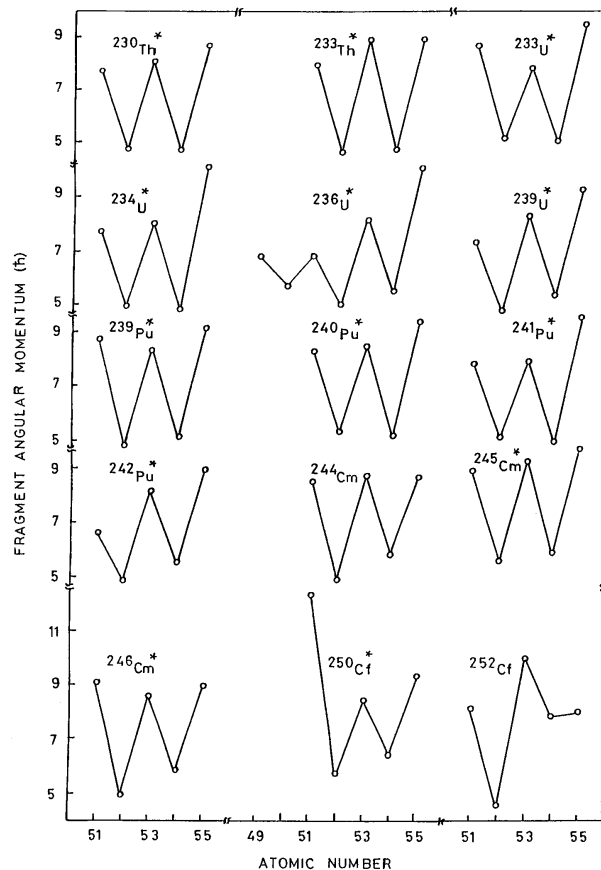 FRAGMENT ANGULAR MOMENTUM (ħ)
9
7
5
230Th*
233Th*
233U*
9
7
5
234U*
236U*
239U*
9
7
5
239Pu*
240Pu*
241Pu*
9
7
5
242Pu*
244Cm
245Cm*
11
9
7
5
246Cm*
250Cf*
252Cf
51 53 55 49 51 53 55 51 53 55
ATOMIC NUMBER